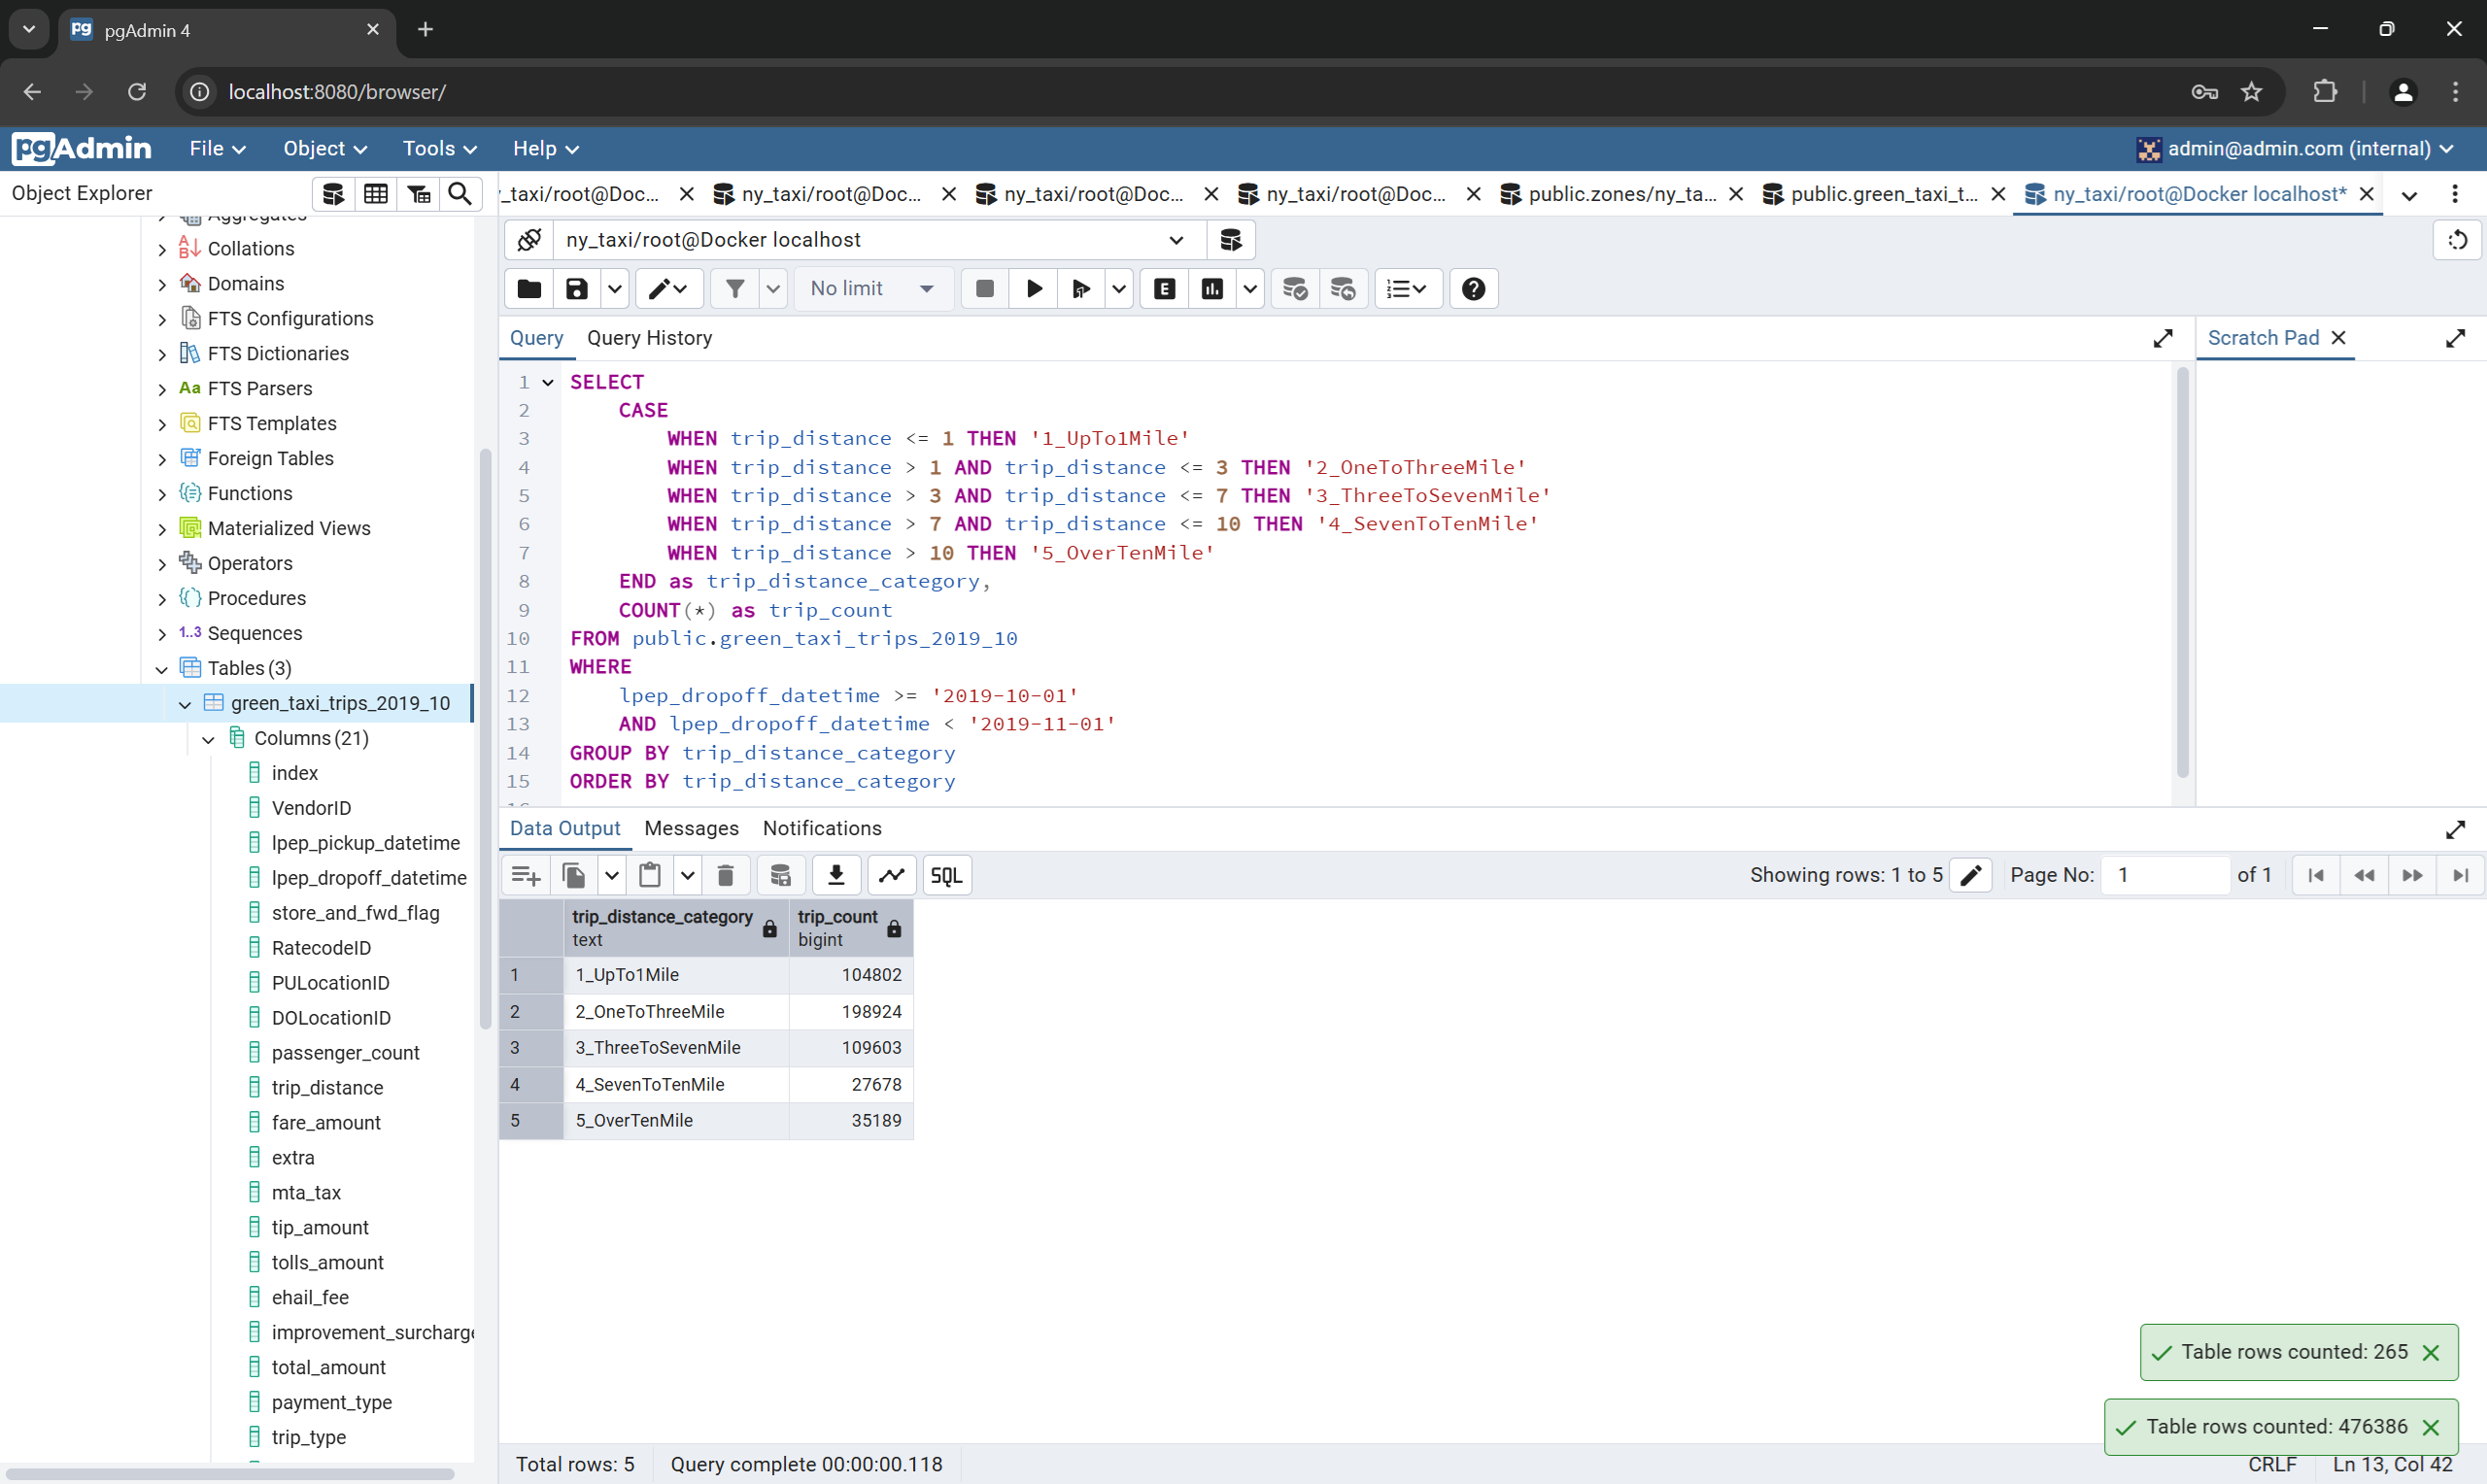 pgAdmin 4
localhost:8080/browser/
pgAdmin File Object Tools Help admin@admin.com (internal)
Object Explorer
_taxi/root@Doc... ny_taxi/root@Doc... ny_taxi/root@Doc... ny_taxi/root@Doc... public.zones/ny_ta... public.green_taxi_t... ny_taxi/root@Docker localhost*
ny_taxi/root@Docker localhost
No limit
Aggregates
Collations
Domains
FTS Configurations
FTS Dictionaries
Aa FTS Parsers
FTS Templates
Foreign Tables
Functions
Materialized Views
Operators
Procedures
1..3 Sequences
Tables (3)
green_taxi_trips_2019_10
Columns (21)
index
VendorID
lpep_pickup_datetime
lpep_dropoff_datetime
store_and_fwd_flag
RatecodeID
PULocationID
DOLocationID
passenger_count
trip_distance
fare_amount
extra
mta_tax
tip_amount
tolls_amount
ehail_fee
improvement_surcharge
total_amount
payment_type
trip_type
Query Query History
Scratch Pad
1 SELECT
2 CASE
3 WHEN trip_distance <= 1 THEN '1_UpTo1Mile'
4 WHEN trip_distance > 1 AND trip_distance <= 3 THEN '2_OneToThreeMile'
5 WHEN trip_distance > 3 AND trip_distance <= 7 THEN '3_ThreeToSevenMile'
6 WHEN trip_distance > 7 AND trip_distance <= 10 THEN '4_SevenToTenMile'
7 WHEN trip_distance > 10 THEN '5_OverTenMile'
8 END as trip_distance_category,
9 COUNT(*) as trip_count
10 FROM public.green_taxi_trips_2019_10
11 WHERE
12 lpep_dropoff_datetime >= '2019-10-01'
13 AND lpep_dropoff_datetime < '2019-11-01'
14 GROUP BY trip_distance_category
15 ORDER BY trip_distance_category
Data Output Messages Notifications
SQL
Showing rows: 1 to 5 Page No: 1 of 1
trip_distance_category trip_count
text bigint
1 1_UpTo1Mile 104802
2 2_OneToThreeMile 198924
3 3_ThreeToSevenMile 109603
4 4_SevenToTenMile 27678
5 5_OverTenMile 35189
Table rows counted: 265
Table rows counted: 476386
Total rows: 5 Query complete 00:00:00.118 CRLF Ln 13, Col 42